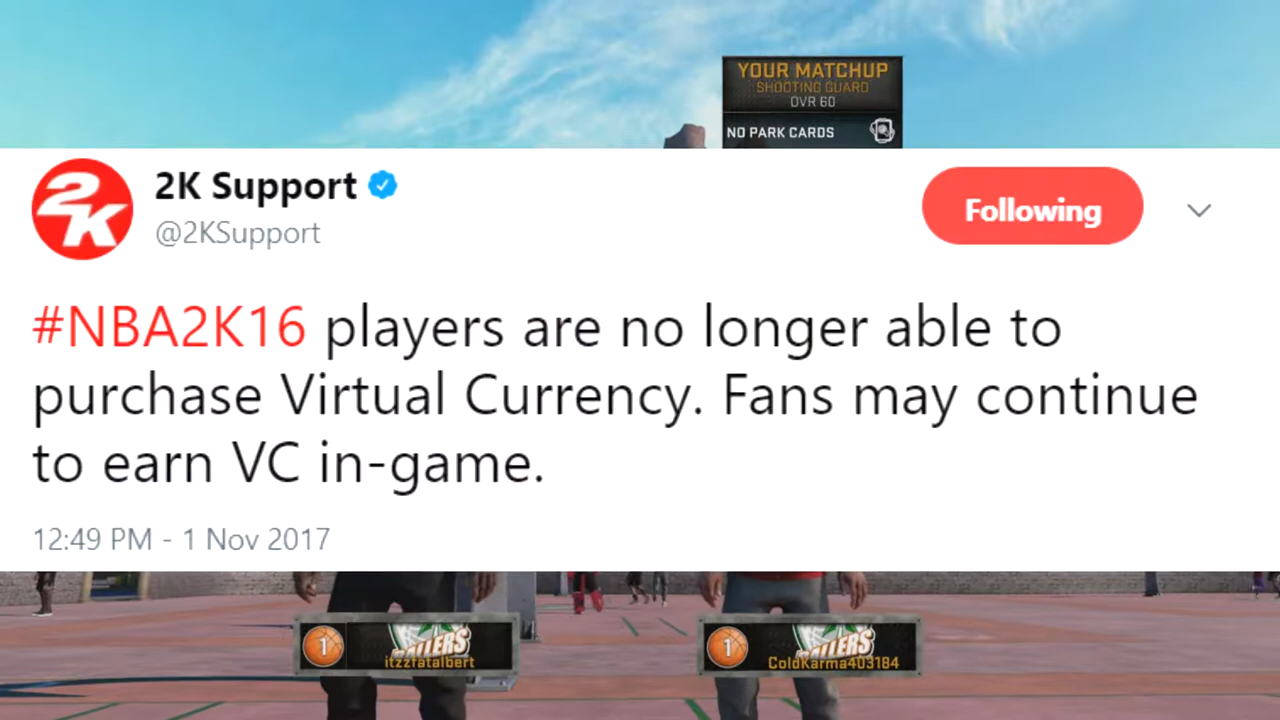 YOUR MATCHUP
SHOOTING GUARD
OVR 60
NO PARK CARDS
2K
2K Support
@2KSupport
Following
#NBA2K16 players are no longer able to
purchase Virtual Currency. Fans may continue
to earn VC in-game.
12:49 PM - 1 Nov 2017
1
itzzfatalbert
1
ColdKarma403184